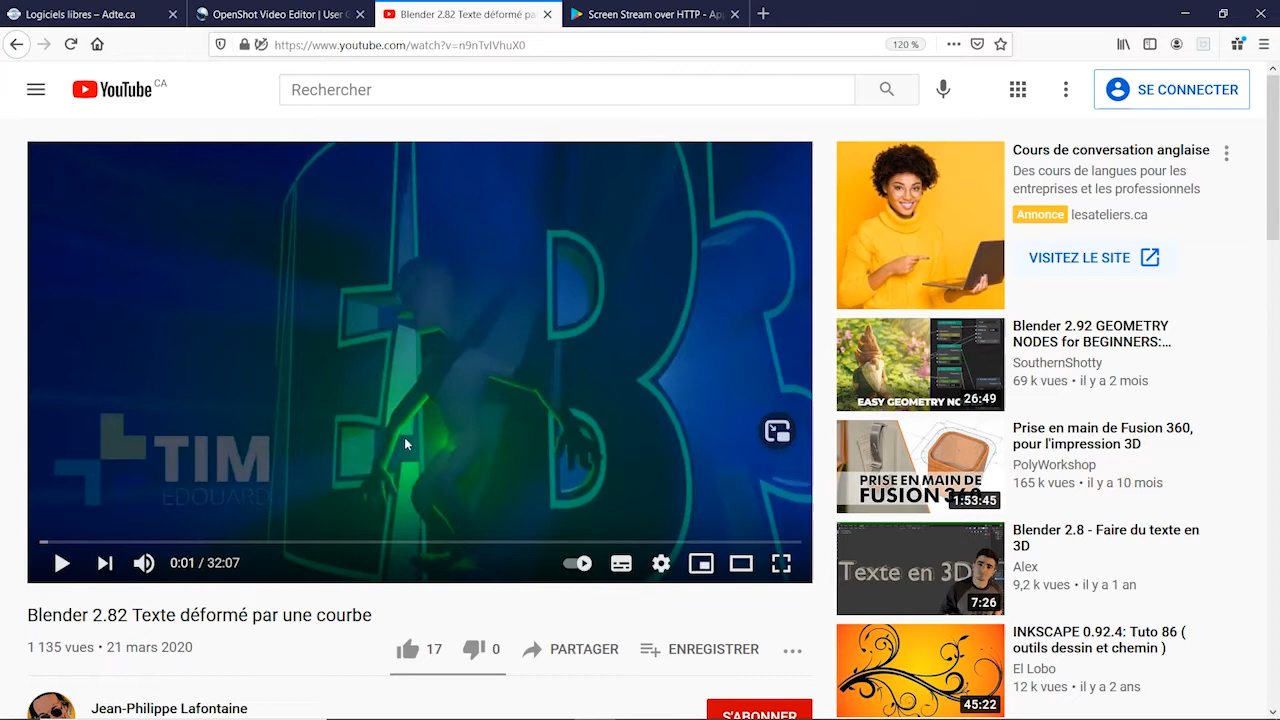 Logiciels libres - Adte.ca
OpenShot Video Editor | User G
Blender 2.82 Texte déformé pa
Screen Stream over HTTP - App
https://www.youtube.com/watch?v=n9nTvIVhuX0
120 %
YouTube CA
Rechercher
SE CONNECTER
TIM
EDOUARD
0:01 / 32:07
Blender 2.82 Texte déformé par une courbe
1 135 vues • 21 mars 2020
17
0
PARTAGER
ENREGISTRER
Jean-Philippe Lafontaine
S'ABONNER
Cours de conversation anglaise
Des cours de langues pour les
entreprises et les professionnels
Annonce lesateliers.ca
VISITEZ LE SITE
EASY GEOMETRY NO
26:49
Blender 2.92 GEOMETRY
NODES for BEGINNERS:...
SouthernShotty
69 k vues • il y a 2 mois
PRISE EN MAIN DE
FUSION 360
1:53:45
Prise en main de Fusion 360,
pour l'impression 3D
PolyWorkshop
165 k vues • il y a 10 mois
Texte en 3D
7:26
Blender 2.8 - Faire du texte en
3D
Alex
9,2 k vues • il y a 1 an
45:22
INKSCAPE 0.92.4: Tuto 86 (
outils dessin et chemin )
El Lobo
12 k vues • il y a 2 ans